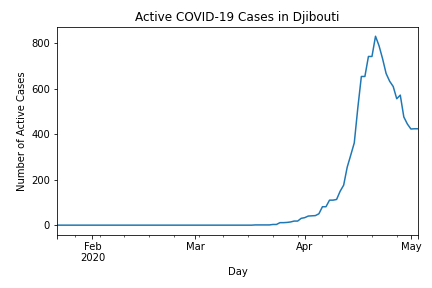 Active COVID-19 Cases in Djibouti
Number of Active Cases
800
600
400
200
0
Feb
2020
Mar
Apr
May
Day